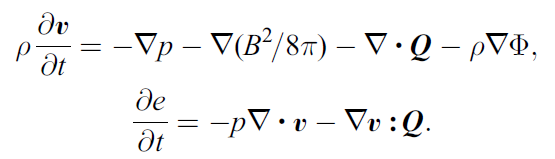 ρ ∂v/∂t = −∇p − ∇(B²/8π) − ∇ · Q − ρ∇Φ,
∂e/∂t = −p∇ · v − ∇v : Q.